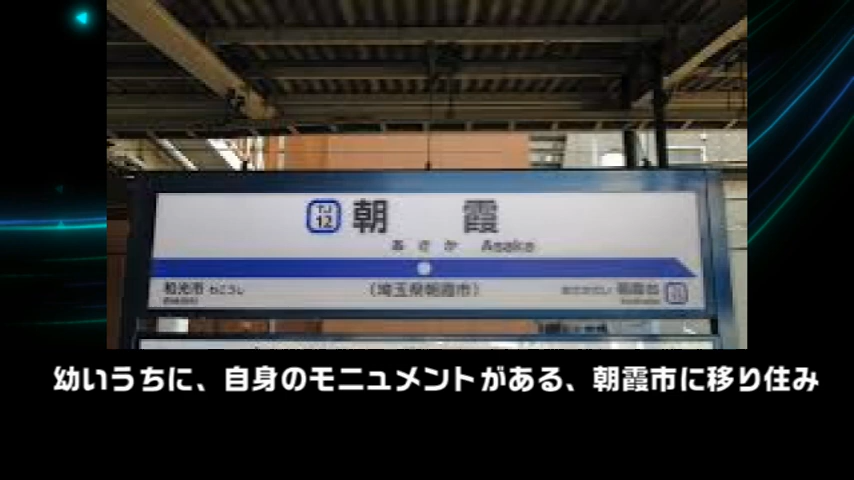 TJ
12
朝 霞
あ さ か Asaka
和光市 わこうし
(埼玉県朝霞市)
朝霞台
幼いうちに、自身のモニュメントがある、朝霞市に移り住み